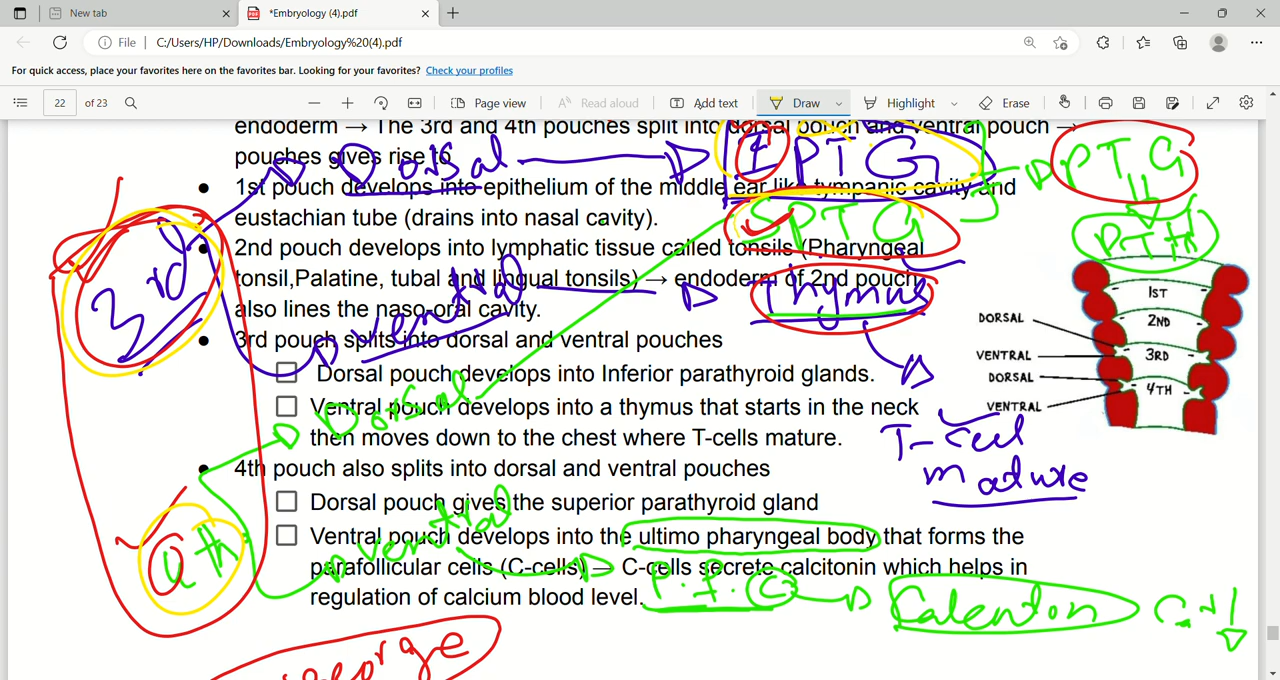 New tab
*Embryology (4).pdf
File C:/Users/HP/Downloads/Embryology%20(4).pdf
For quick access, place your favorites here on the favorites bar. Looking for your favorites? Check your profiles
22 of 23 Page view Read aloud Add text Draw Highlight Erase
endoderm → The 3rd and 4th pouches split into dorsal pouch and ventral pouch →
pouches gives rise to
Dorsal I PTG
PTG
• 1st pouch develops into epithelium of the middle ear like tympanic cavity and
eustachian tube (drains into nasal cavity).
SPTG
PTH
• 2nd pouch develops into lymphatic tissue called tonsils (Pharyngeal
tonsil,Palatine, tubal and lingual tonsils) → endoderm of 2nd pouch
also lines the naso-oral cavity.
3rd
ventral Thymus
• 3rd pouch splits into dorsal and ventral pouches
Dorsal pouch develops into Inferior parathyroid glands.
Ventral pouch develops into a thymus that starts in the neck
then moves down to the chest where T-cells mature.
Dorsal
T-cell
mature
• 4th pouch also splits into dorsal and ventral pouches
Dorsal pouch gives the superior parathyroid gland
Ventral pouch develops into the ultimo pharyngeal body that forms the
parafollicular cells (C-cells) → C-cells secrete calcitonin which helps in
regulation of calcium blood level.
4th
ventral
P.f.C
George
1ST
DORSAL 2ND
VENTRAL 3RD
DORSAL
VENTRAL 4TH